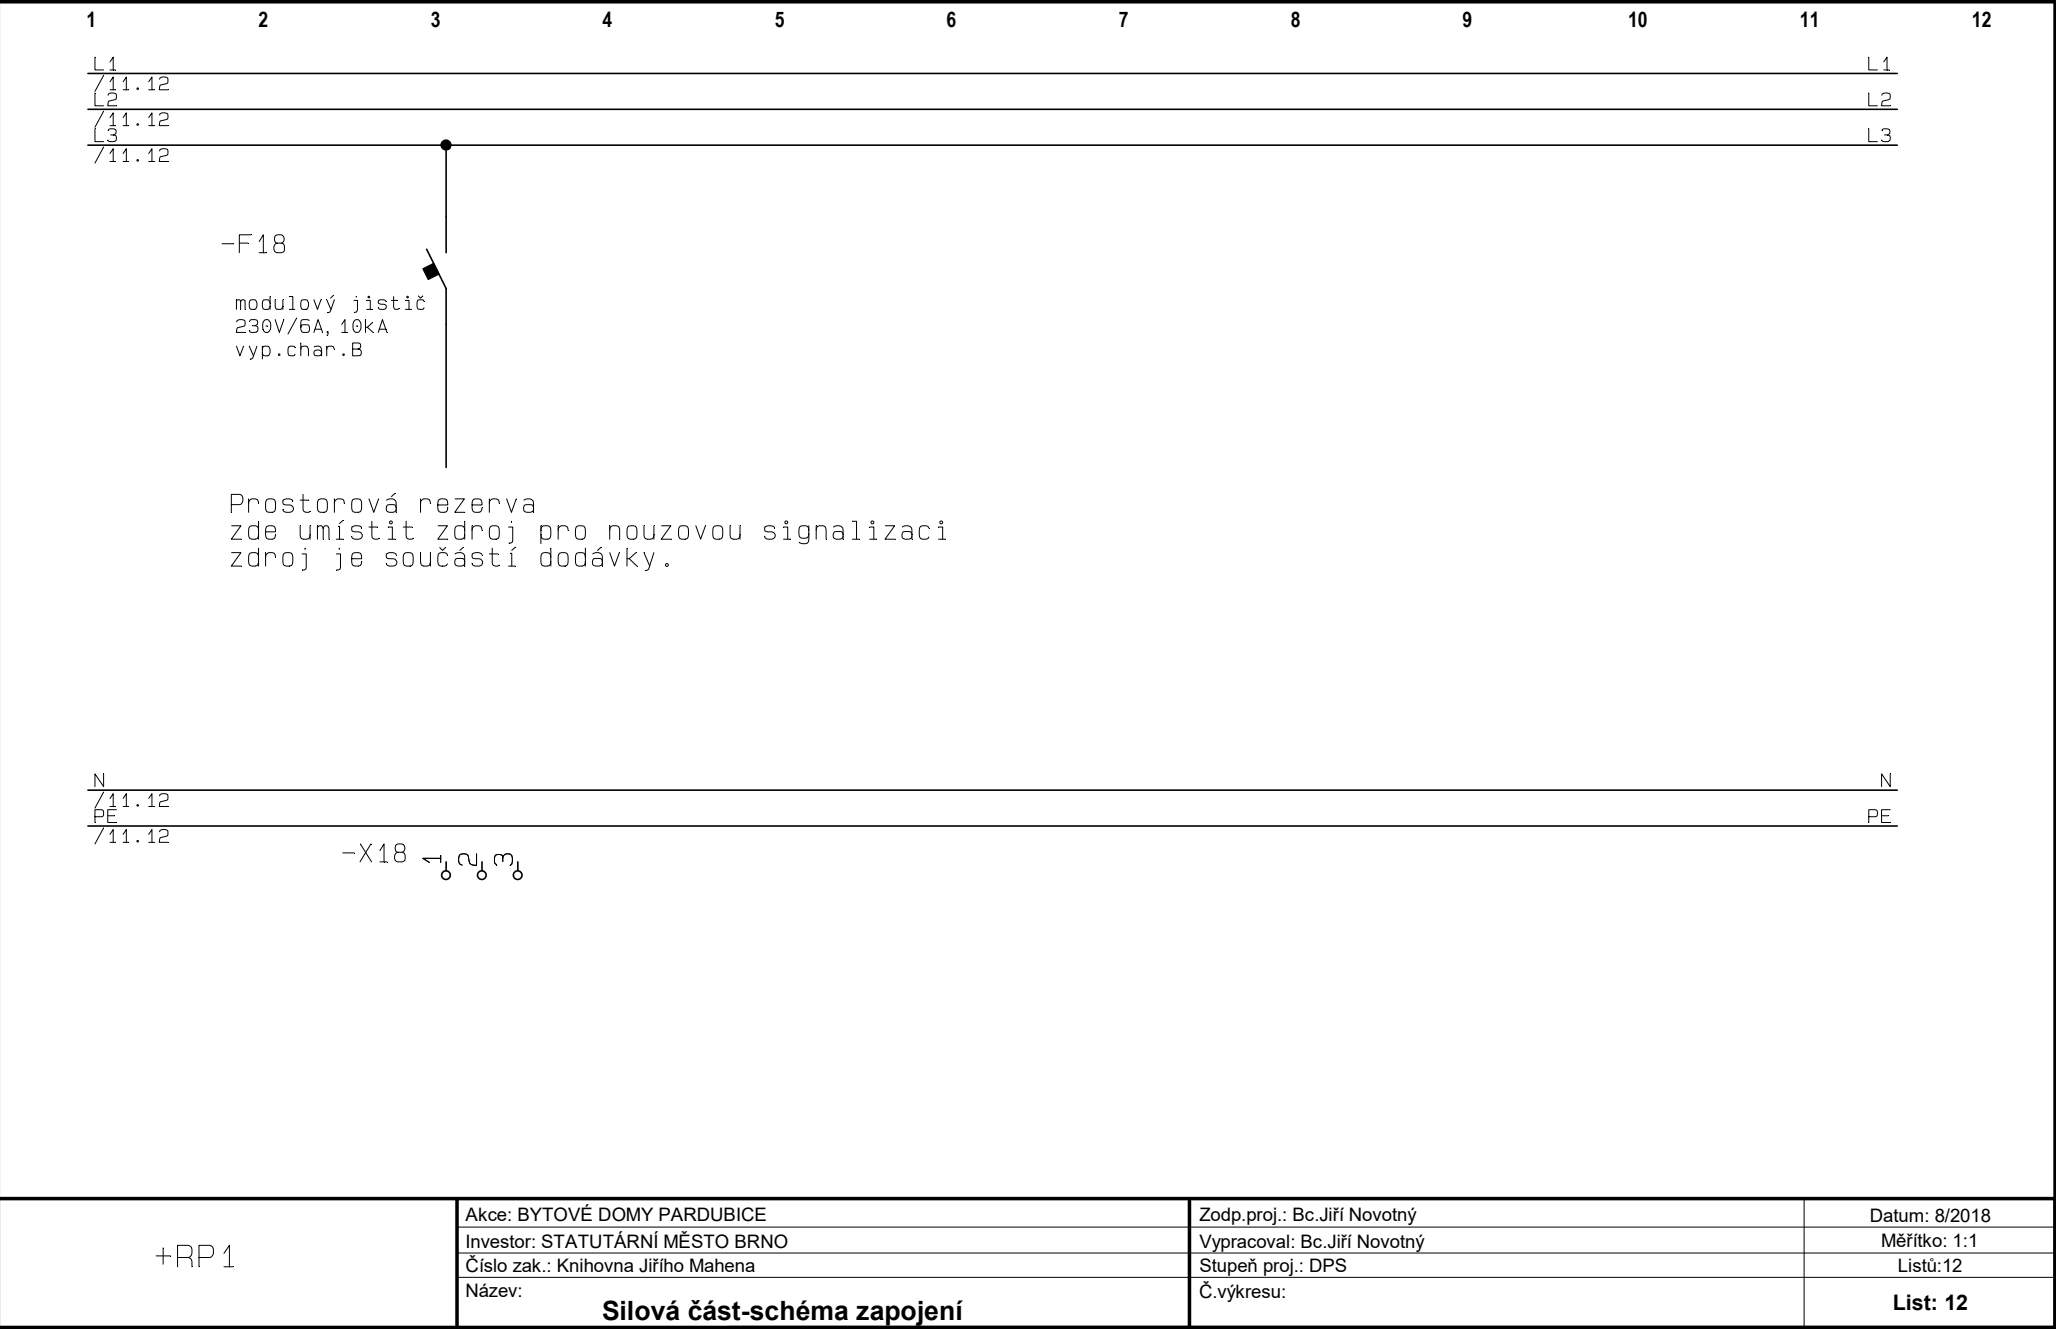 1 2 3 4 5 6 7 8 9 10 11 12
L1 L1
/11.12
L2 L2
/11.12
L3 L3
/11.12
-F18
modulový jistič
230V/6A, 10kA
vyp.char.B
Prostorová rezerva
zde umístit zdroj pro nouzovou signalizaci
zdroj je součástí dodávky.
N N
/11.12
PE PE
/11.12
-X18 1 2 3
+RP1
Akce: BYTOVÉ DOMY PARDUBICE
Investor: STATUTÁRNÍ MĚSTO BRNO
Číslo zak.: Knihovna Jiřího Mahena
Název:
Silová část-schéma zapojení
Zodp.proj.: Bc.Jiří Novotný
Vypracoval: Bc.Jiří Novotný
Stupeň proj.: DPS
Č.výkresu:
Datum: 8/2018
Měřítko: 1:1
Listů:12
List: 12